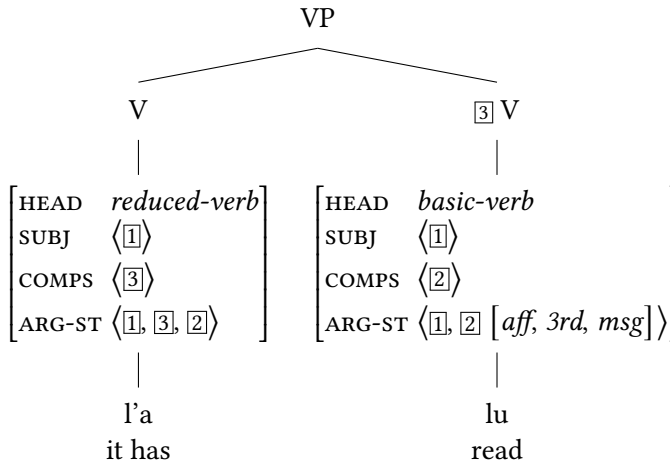 VP
V 3 V
HEAD reduced-verb HEAD basic-verb
SUBJ ⟨1⟩ SUBJ ⟨1⟩
COMPS ⟨3⟩ COMPS ⟨2⟩
ARG-ST ⟨1, 3, 2⟩ ARG-ST ⟨1, 2 [aff, 3rd, msg]⟩
l’a lu
it has read